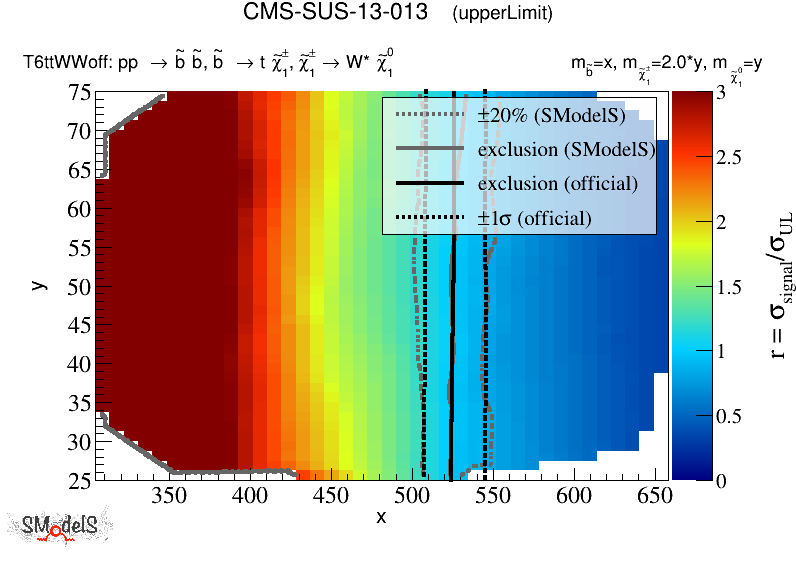 CMS-SUS-13-013 (upperLimit)
T6ttWWoff: pp → b̃ b̃, b̃ → t χ̃₁±, χ̃₁± → W* χ̃₁⁰ m_b̃=x, m_χ̃₁±=2.0*y, m_χ̃₁⁰=y
±20% (SModelS)
exclusion (SModelS)
exclusion (official)
±1σ (official)
75
70
65
60
55
50
45
40
35
30
25
y
350 400 450 500 550 600 650
x
3
2.5
2
1.5
1
0.5
0
r = σ_signal/σ_UL
SModelS